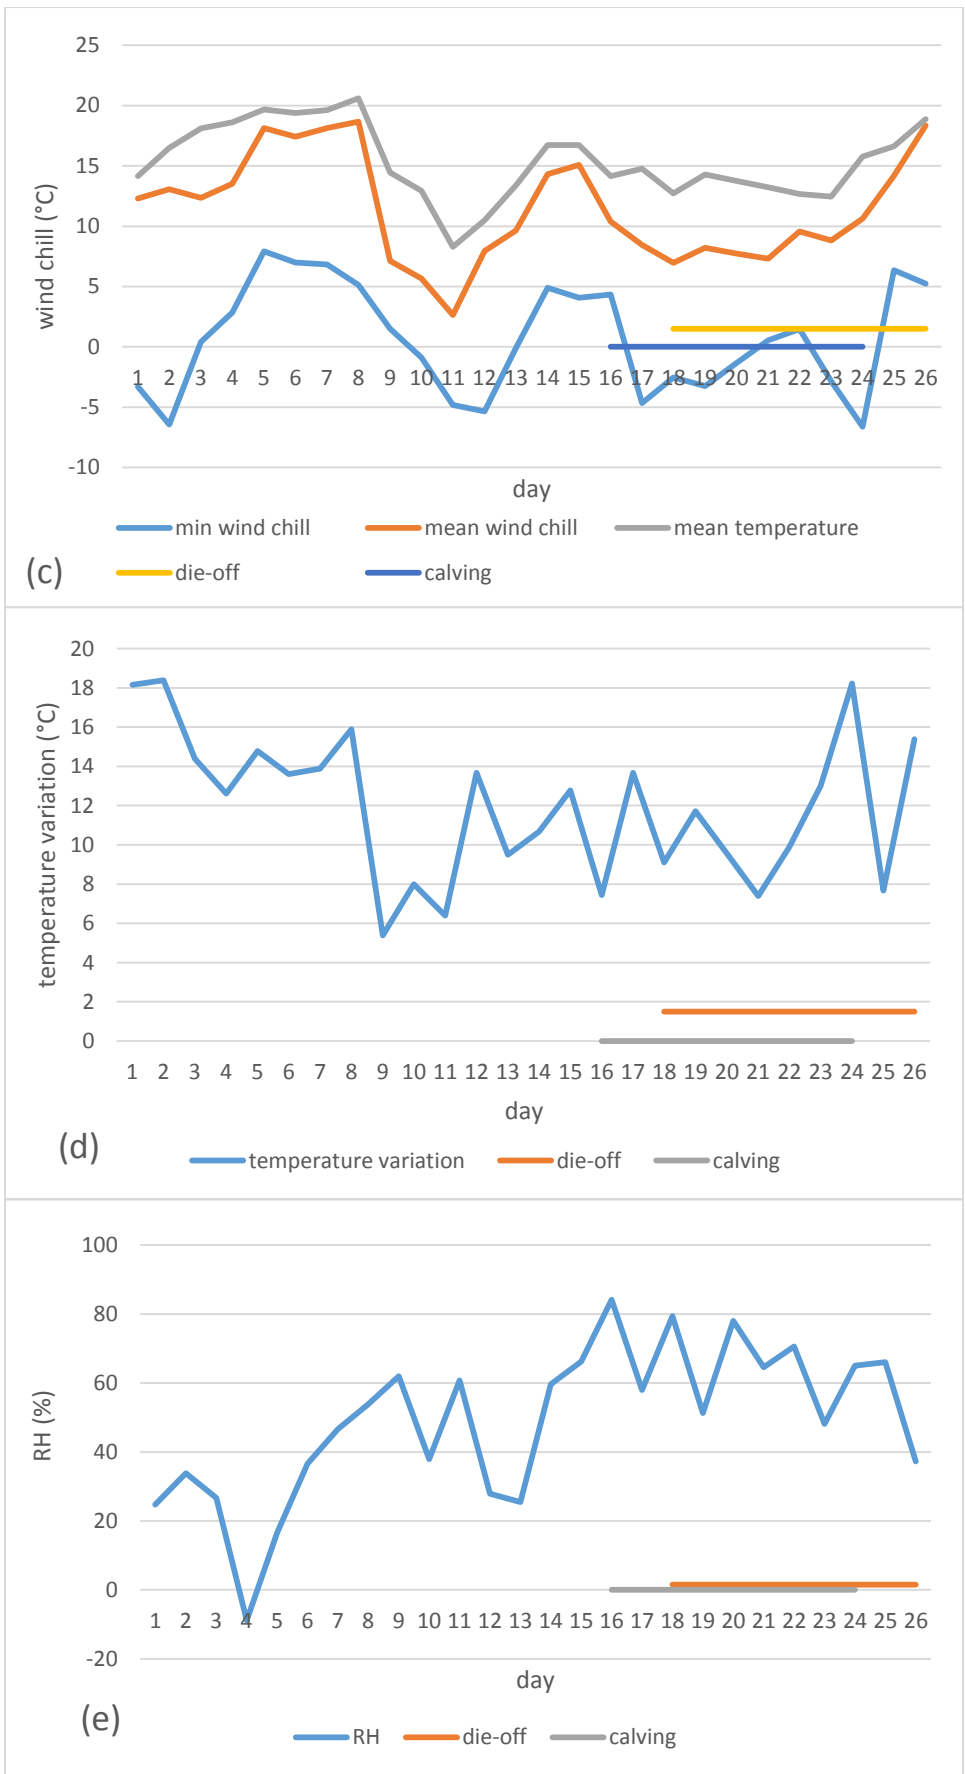 25
20
15
10
5
0
-5
-10
wind chill (°C)
1 2 3 4 5 6 7 8 9 10 11 12 13 14 15 16 17 18 19 20 21 22 23 24 25 26
day
min wind chill mean wind chill mean temperature
die-off calving
(c)
20
18
16
14
12
10
8
6
4
2
0
temperature variation (°C)
1 2 3 4 5 6 7 8 9 10 11 12 13 14 15 16 17 18 19 20 21 22 23 24 25 26
day
(d)
temperature variation die-off calving
100
80
60
40
20
0
-20
RH (%)
1 2 3 4 5 6 7 8 9 10 11 12 13 14 15 16 17 18 19 20 21 22 23 24 25 26
day
(e)
RH die-off calving